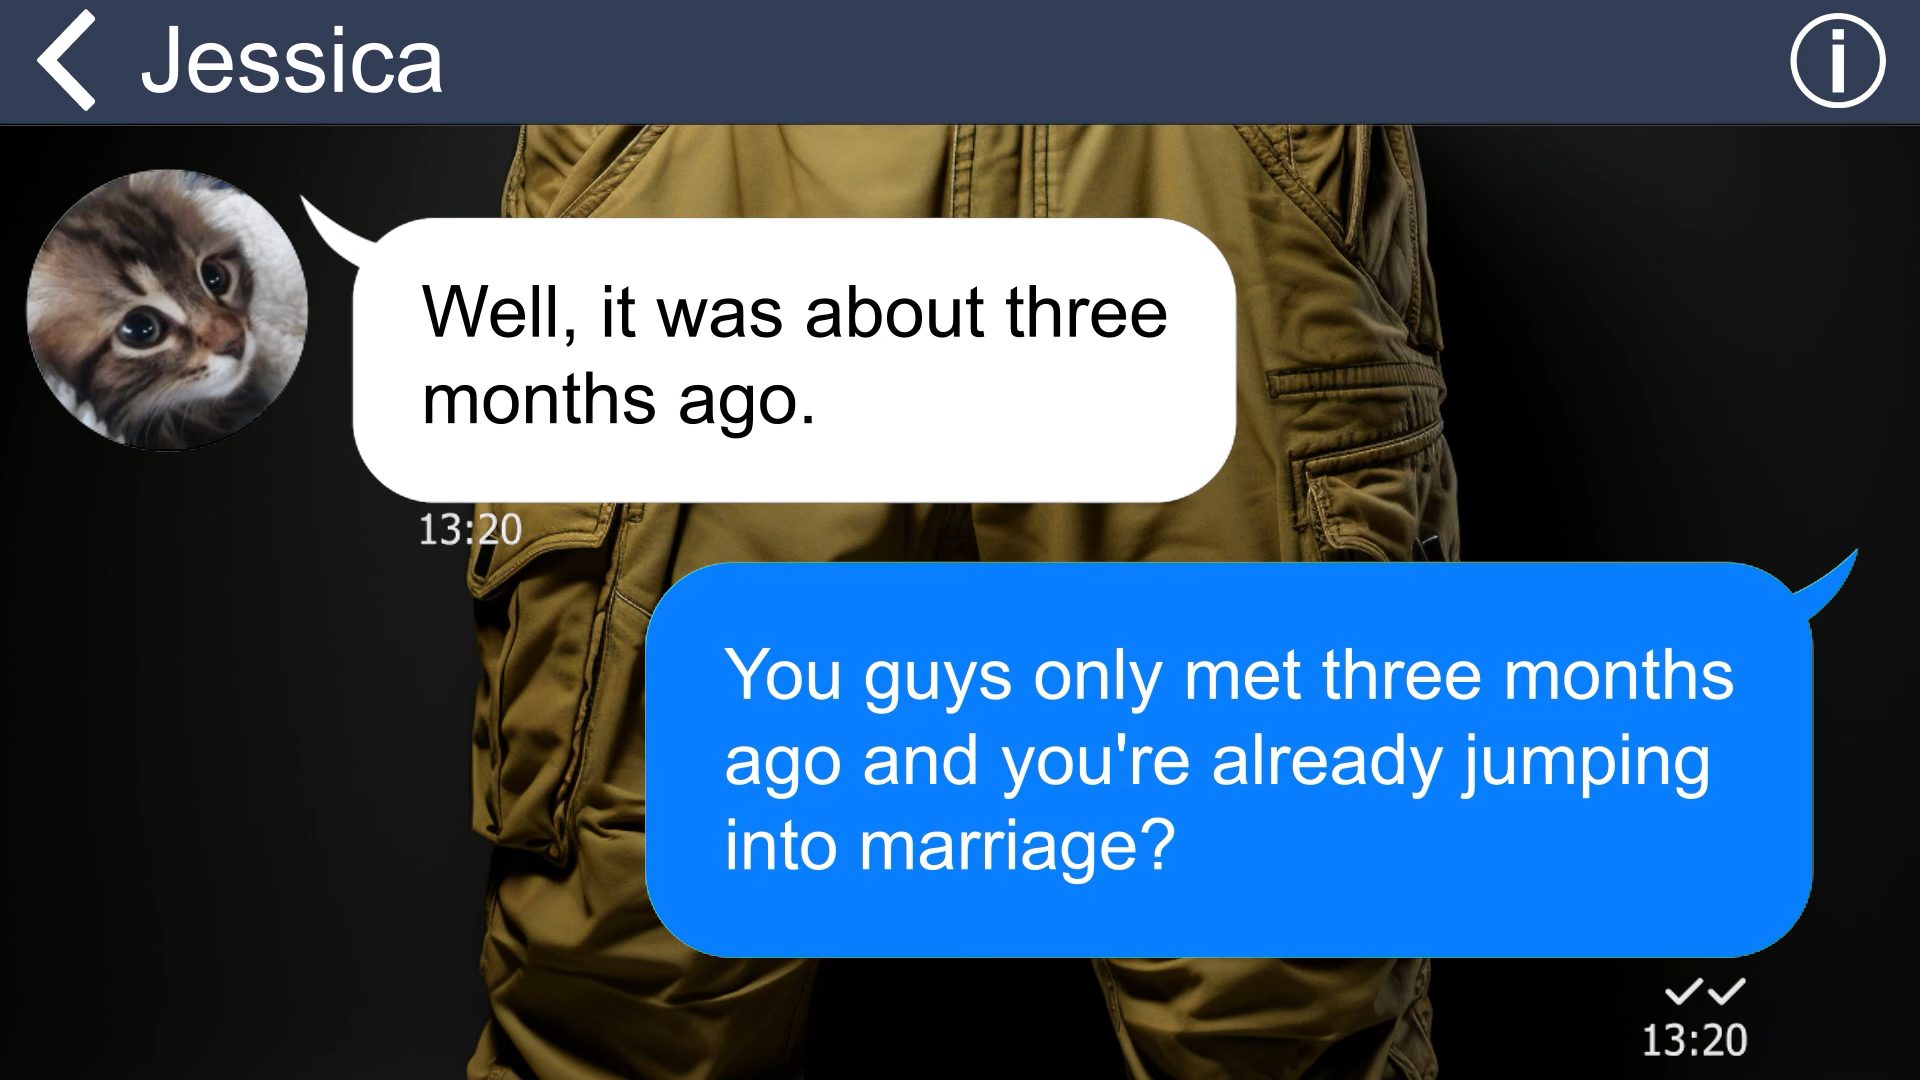 Jessica
Well, it was about three
months ago.
13:20
You guys only met three months
ago and you're already jumping
into marriage?
13:20